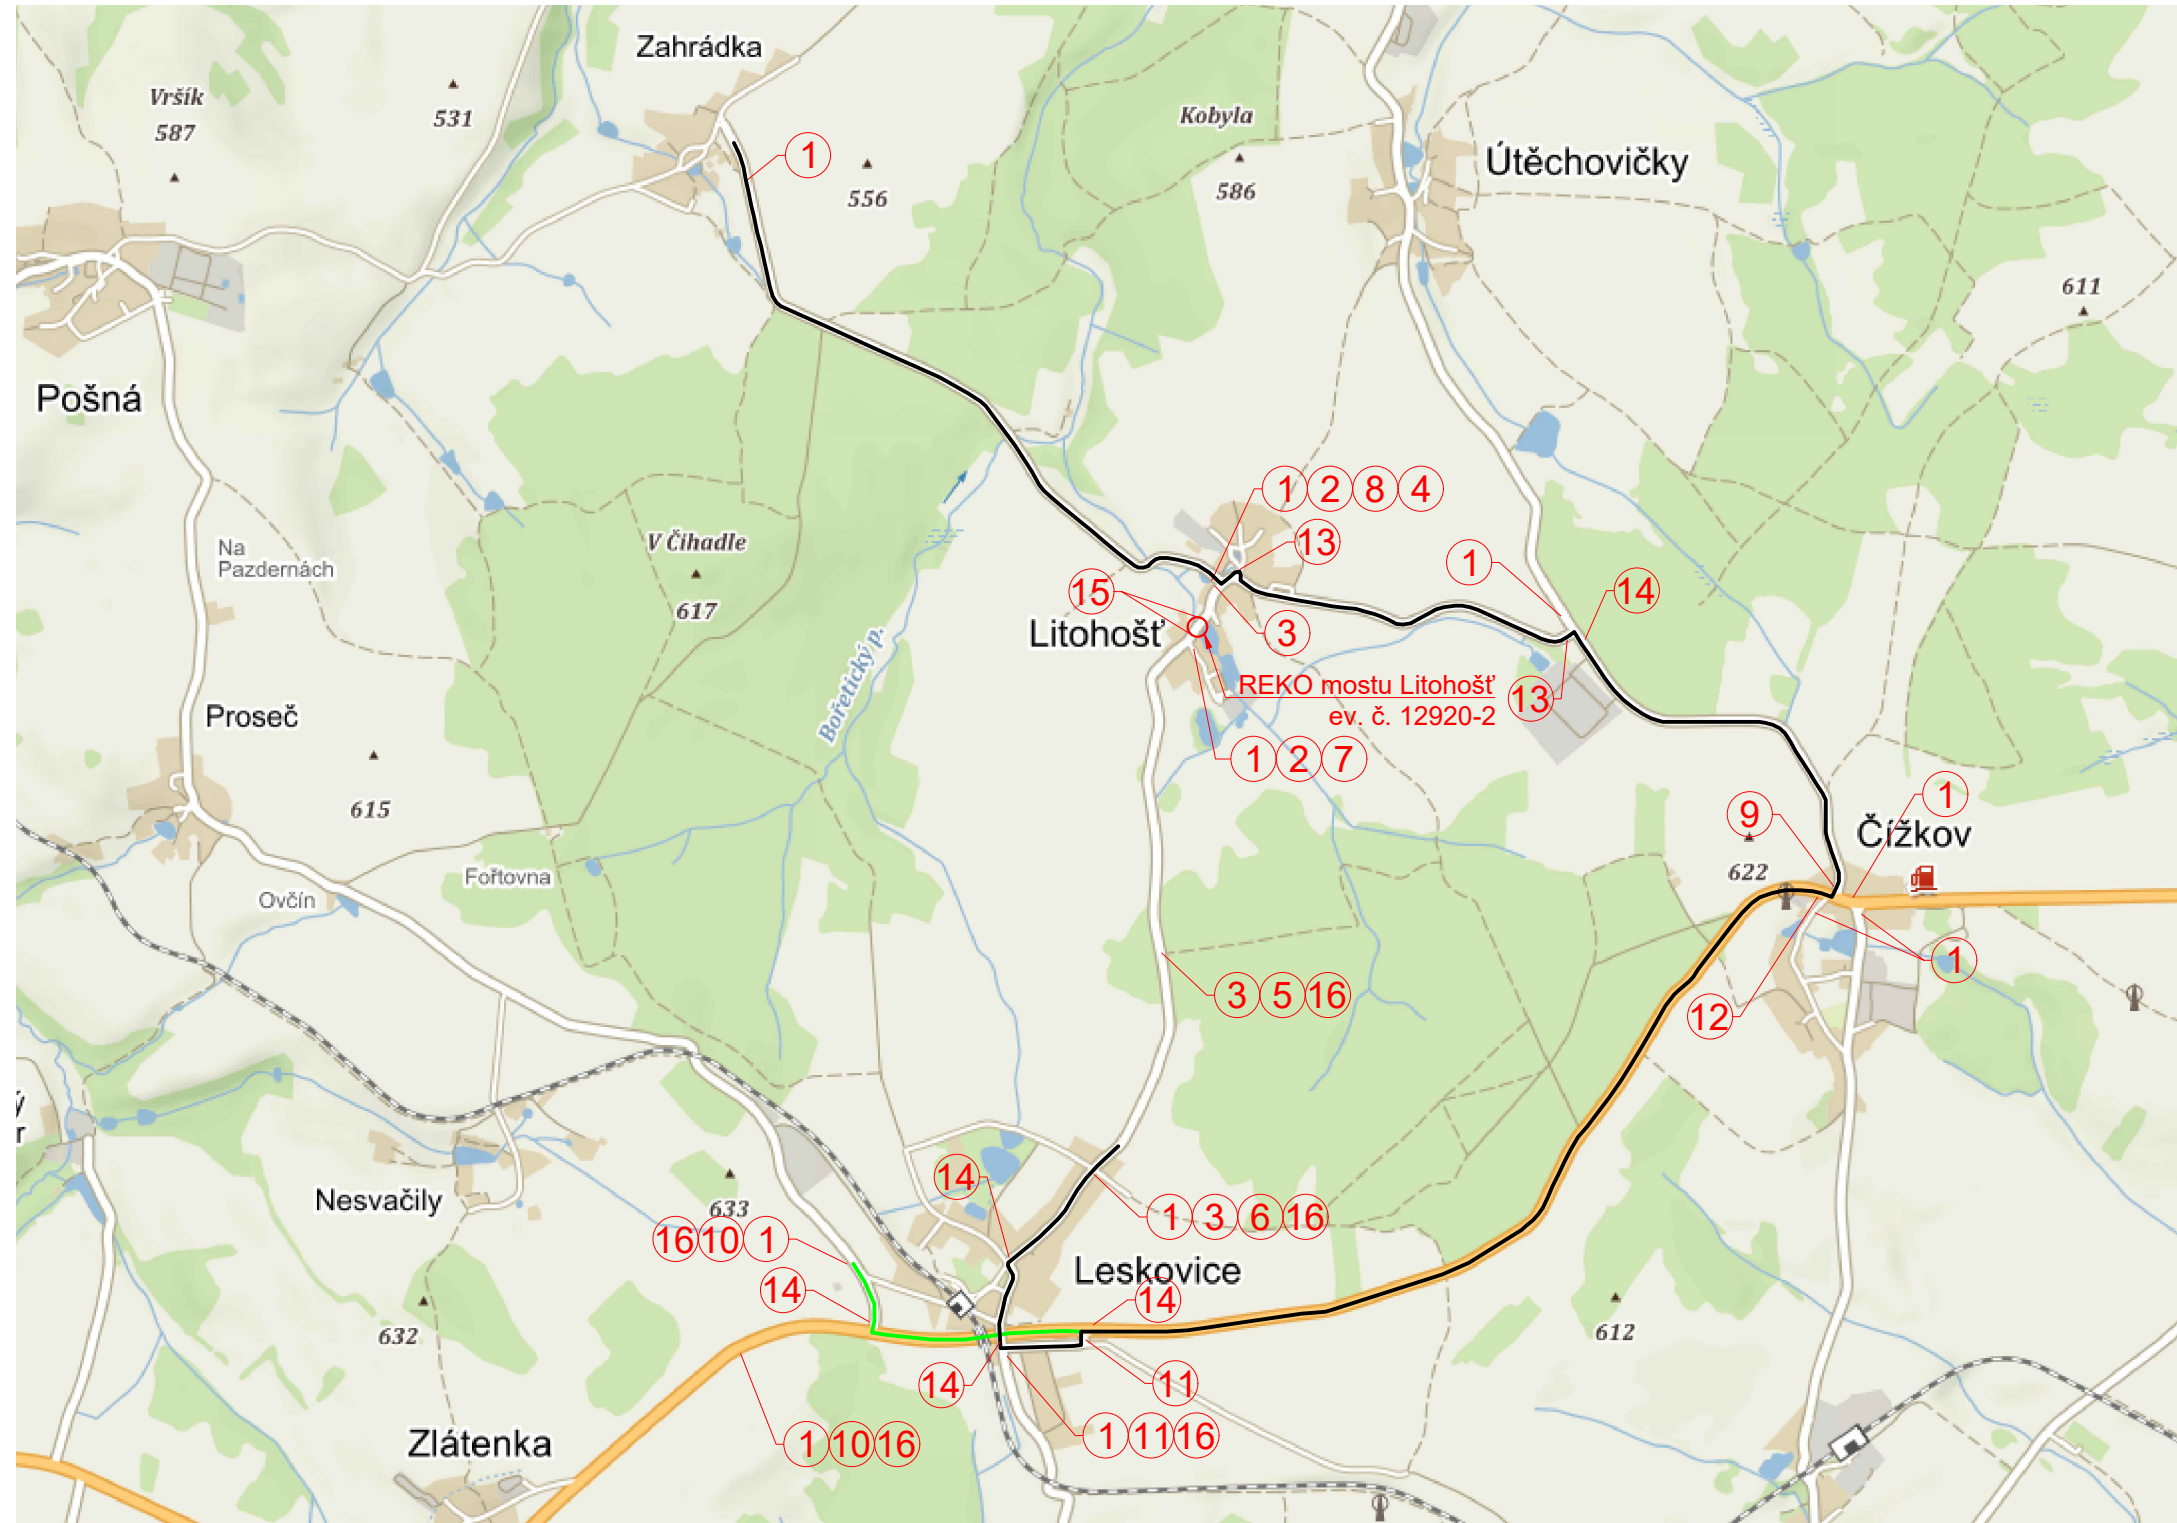 Zahrádka
Vršík
587
531
Kobyla
586
Útěchovičky
1
556
611
Pošná
1 2 8 4
13
Na
Pazdernách
V Číhadle
617
1
14
15
Litohošť
3
Bořetický p.
REKO mostu Litohošť
ev. č. 12920-2
13
Proseč
1 2 7
615
9
1
Čížkov
622
Fořtovna
Ovčín
1
3 5 16
12
ý
r
14
Nesvačily
633
1 3 6 16
16 10 1
Leskovice
14
14
632
612
14
11
1 11 16
1 10 16
Zlátenka